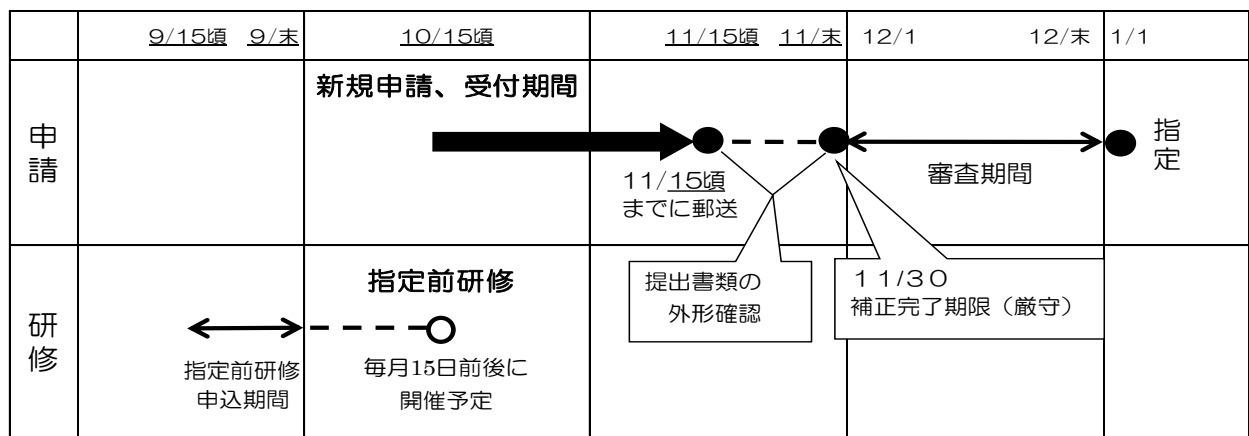 9/15頃 9/末 10/15頃 11/15頃 11/末 12/1 12/末 1/1
申請
新規申請、受付期間
11/15頃
までに郵送
審査期間
指定
提出書類の
外形確認
11/30
補正完了期限（厳守）
研修
指定前研修
指定前研修
申込期間
毎月15日前後に
開催予定